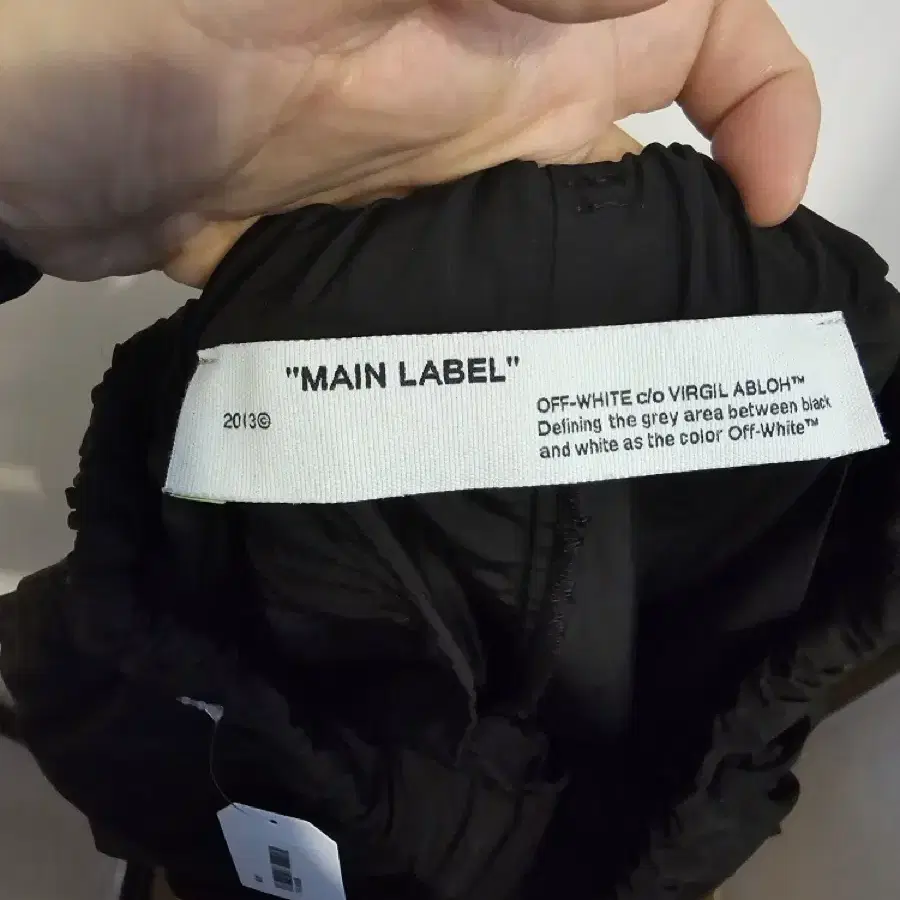 "MAIN LABEL"
2013©
OFF-WHITE c/o VIRGIL ABLOH™
Defining the grey area between black
and white as the color Off-White™